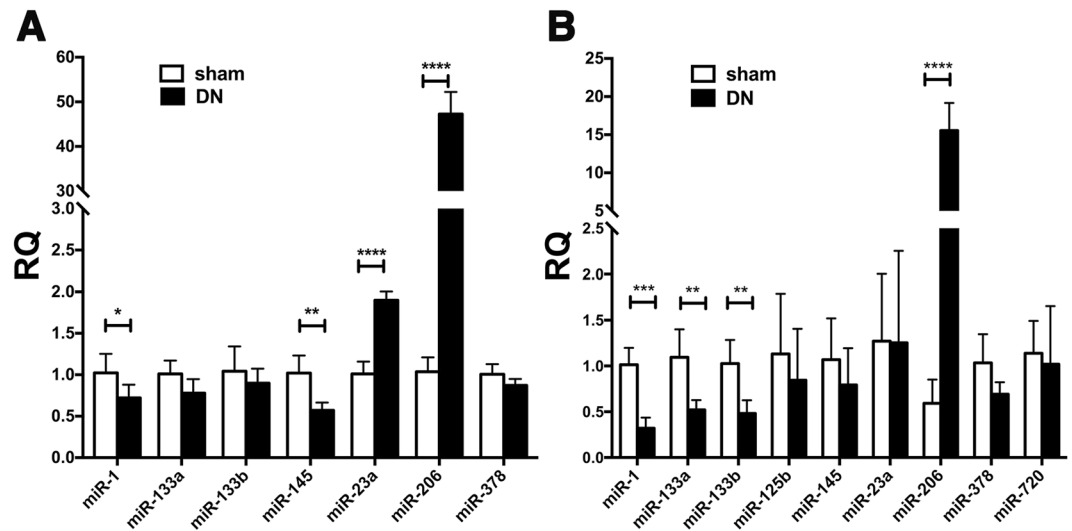 A
RQ
60
50
40
30
3.0
2.5
2.0
1.5
1.0
0.5
0.0
sham
DN
*
**
****
****
miR-1
miR-133a
miR-133b
miR-145
miR-23a
miR-206
miR-378
B
RQ
25
20
15
10
5
2.5
2.0
1.5
1.0
0.5
0.0
sham
DN
***
**
**
****
miR-1
miR-133a
miR-133b
miR-125b
miR-145
miR-23a
miR-206
miR-378
miR-720